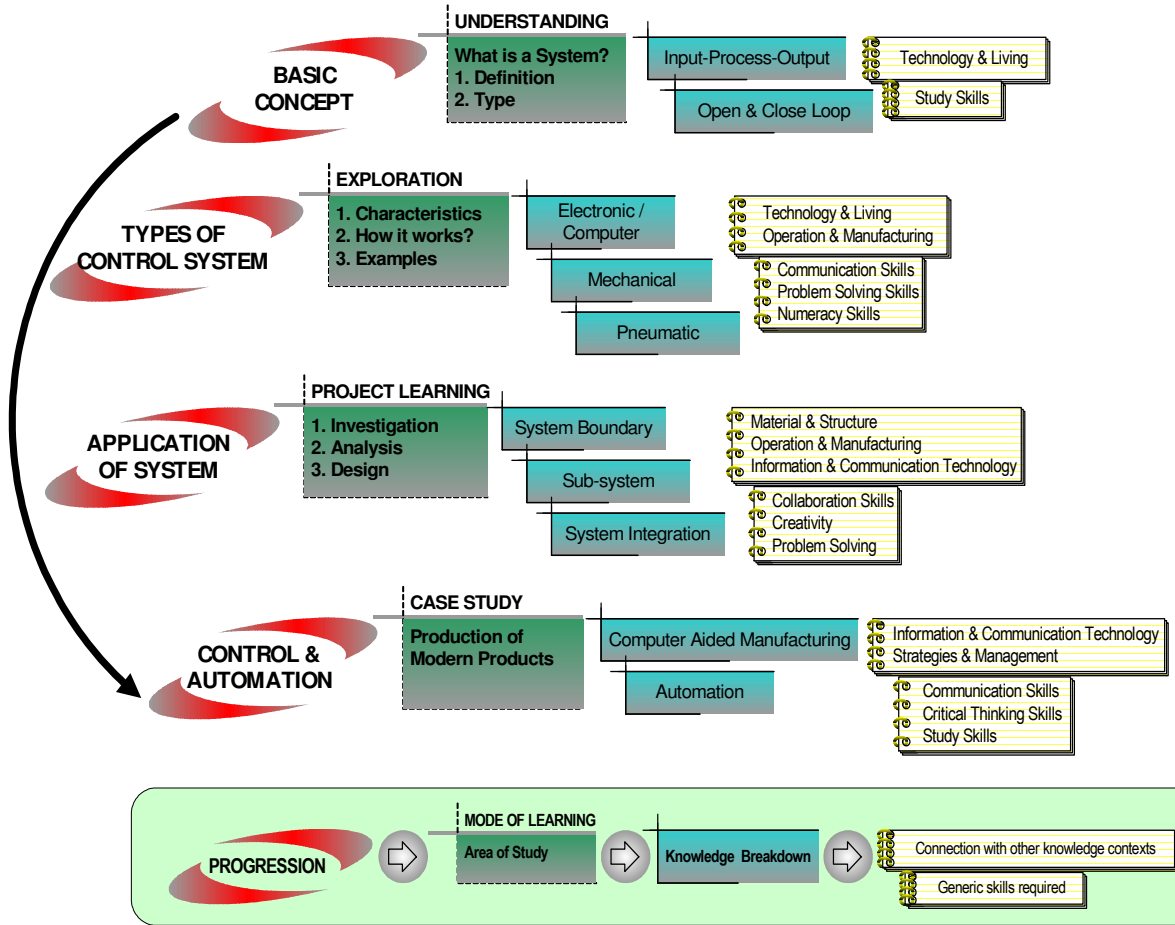 UNDERSTANDING
BASIC
CONCEPT
What is a System?
1. Definition
2. Type
Input-Process-Output
Open & Close Loop
Technology & Living
Study Skills
EXPLORATION
TYPES OF
CONTROL SYSTEM
1. Characteristics
2. How it works?
3. Examples
Electronic /
Computer
Mechanical
Pneumatic
Technology & Living
Operation & Manufacturing
Communication Skills
Problem Solving Skills
Numeracy Skills
PROJECT LEARNING
APPLICATION
OF SYSTEM
1. Investigation
2. Analysis
3. Design
System Boundary
Sub-system
System Integration
Material & Structure
Operation & Manufacturing
Information & Communication Technology
Collaboration Skills
Creativity
Problem Solving
CASE STUDY
CONTROL &
AUTOMATION
Production of
Modern Products
Computer Aided Manufacturing
Automation
Information & Communication Technology
Strategies & Management
Communication Skills
Critical Thinking Skills
Study Skills
PROGRESSION
MODE OF LEARNING
Area of Study
Knowledge Breakdown
Connection with other knowledge contexts
Generic skills required